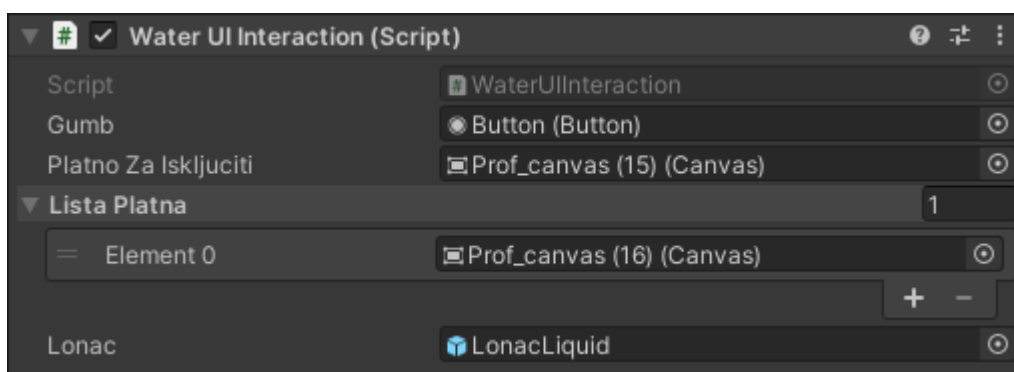 # Water UI Interaction (Script)
Script # WaterUIInteraction
Gumb Button (Button)
Platno Za Iskljuciti Prof_canvas (15) (Canvas)
Lista Platna 1
Element 0 Prof_canvas (16) (Canvas)
+ −
Lonac LonacLiquid